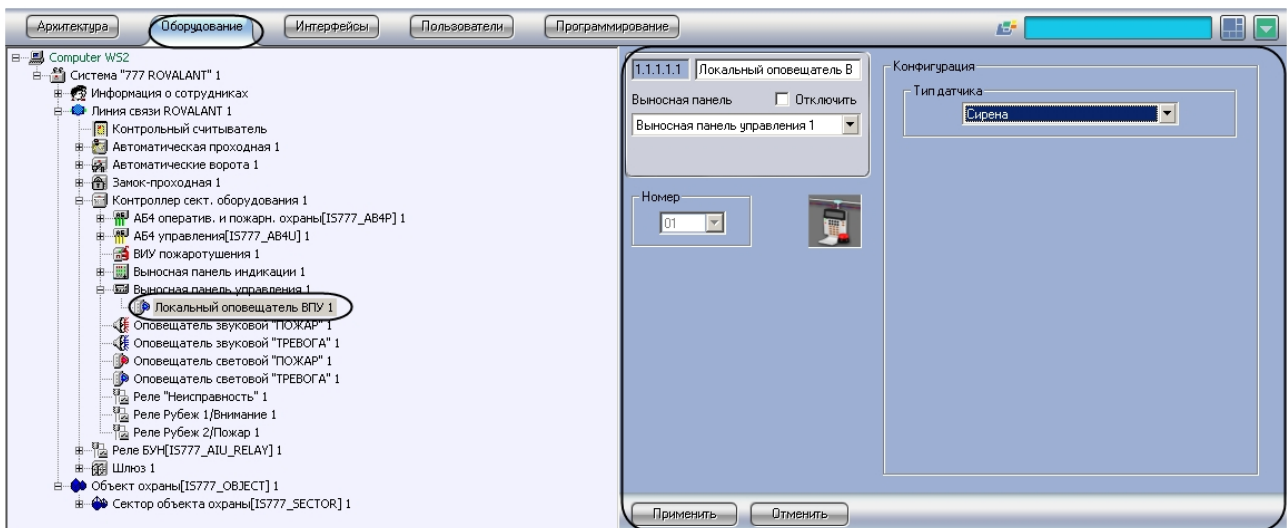 Архитектура Оборудование Интерфейсы Пользователи Программирование
Computer WS2
Система "777 ROVALANT" 1
Информация о сотрудниках
Линия связи ROVALANT 1
Контрольный считыватель
Автоматическая проходная 1
Автоматические ворота 1
Замок-проходная 1
Контроллер сект. оборудования 1
АБ4 оператив. и пожарн. охраны[IS777_AB4P] 1
АБ4 управления[IS777_AB4U] 1
ВИУ пожаротушения 1
Выносная панель индикации 1
Выносная панель управления 1
Локальный оповещатель ВПУ 1
Оповещатель звуковой "ПОЖАР" 1
Оповещатель звуковой "ТРЕВОГА" 1
Оповещатель световой "ПОЖАР" 1
Оповещатель световой "ТРЕВОГА" 1
Реле "Неисправность" 1
Реле Рубеж 1/Внимание 1
Реле Рубеж 2/Пожар 1
Реле БУН[IS777_AIU_RELAY] 1
Шлюз 1
Объект охраны[IS777_OBJECT] 1
Сектор объекта охраны[IS777_SECTOR] 1
1.1.1.1.1 Локальный оповещатель В
Выносная панель Отключить
Выносная панель управления 1
Номер
01
Конфигурация
Тип датчика
Сирена
Применить Отменить